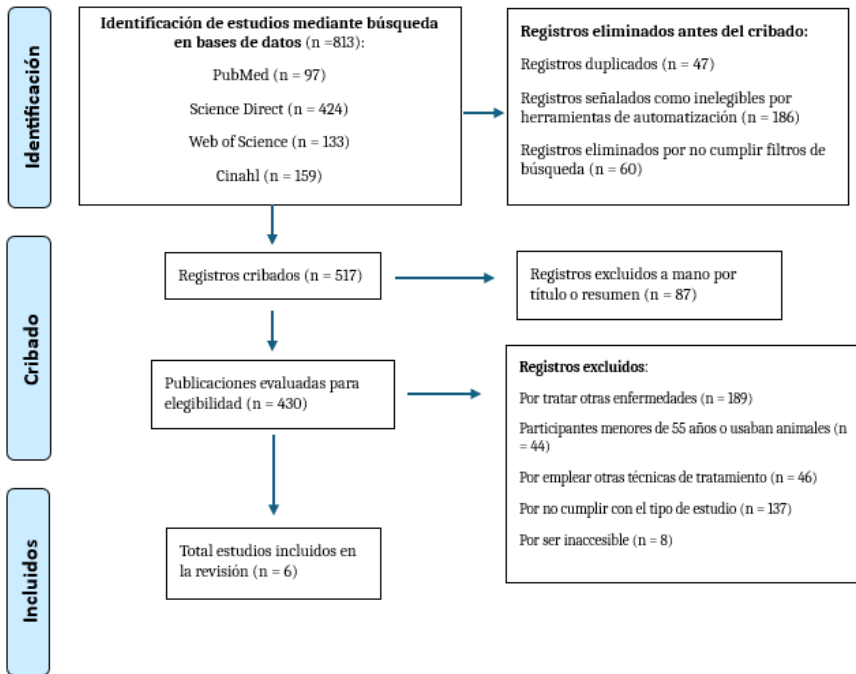 Identificación
Identificación de estudios mediante búsqueda
en bases de datos (n =813):
PubMed (n = 97)
Science Direct (n = 424)
Web of Science (n = 133)
Cinahl (n = 159)
Registros eliminados antes del cribado:
Registros duplicados (n = 47)
Registros señalados como inelegibles por
herramientas de automatización (n = 186)
Registros eliminados por no cumplir filtros de
búsqueda (n = 60)
Cribado
Registros cribados (n = 517)
Registros excluidos a mano por
título o resumen (n = 87)
Publicaciones evaluadas para
elegibilidad (n = 430)
Registros excluidos:
Por tratar otras enfermedades (n = 189)
Participantes menores de 55 años o usaban animales (n
= 44)
Por emplear otras técnicas de tratamiento (n = 46)
Por no cumplir con el tipo de estudio (n = 137)
Por ser inaccesible (n = 8)
Incluidos
Total estudios incluidos en
la revisión (n = 6)